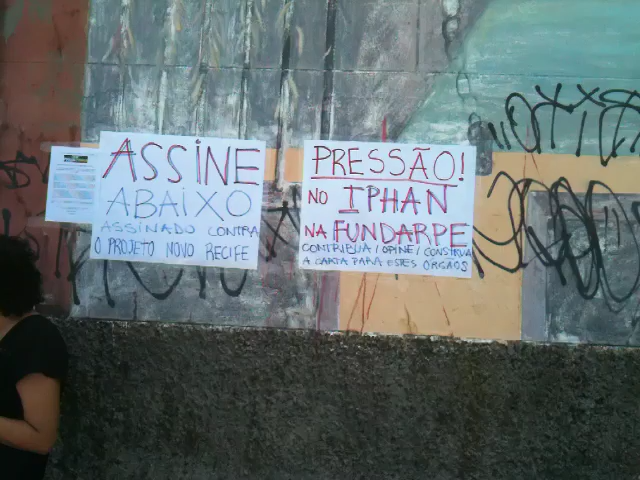 ASSINE
ABAIXO
ASSINADO CONTRA
O PROJETO NOVO RECIFE
PRESSÃO!
NO IPHAN
NA FUNDARPE
CONTRIBUA/OPINE/CONSTRUA
A CARTA PARA ESTES ÓRGÃOS